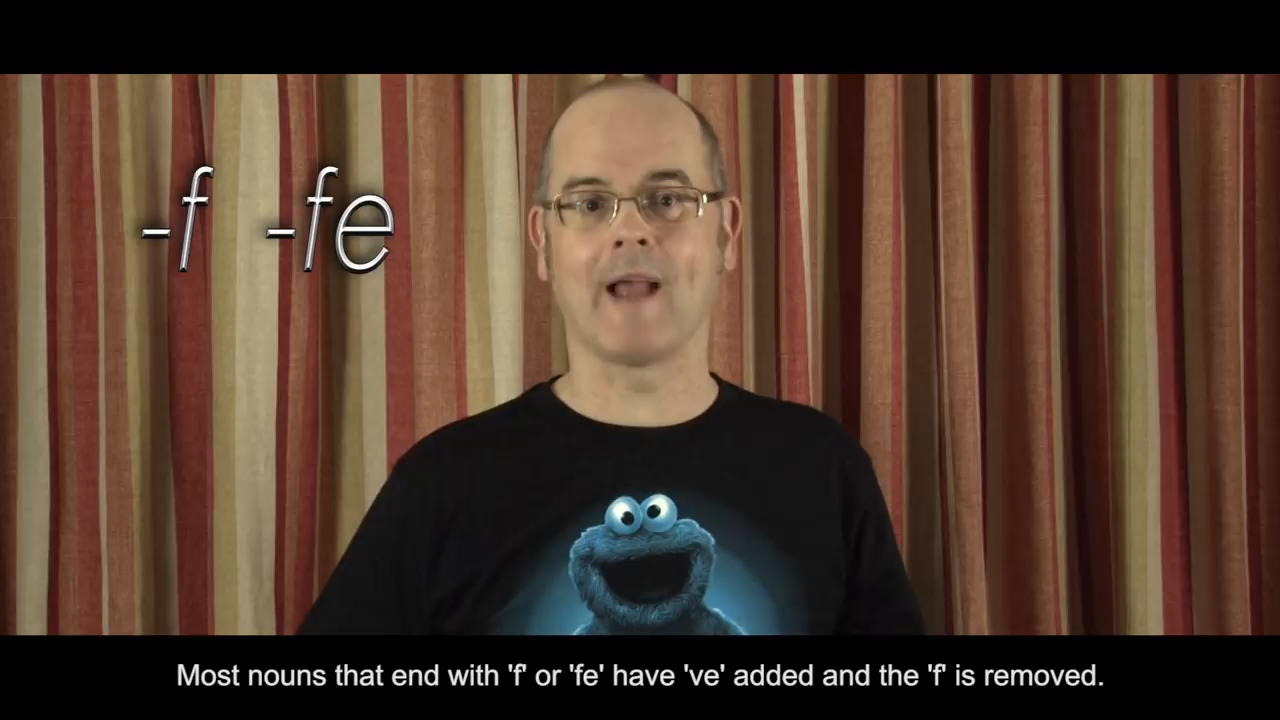 -f -fe
Most nouns that end with 'f' or 'fe' have 've' added and the 'f' is removed.